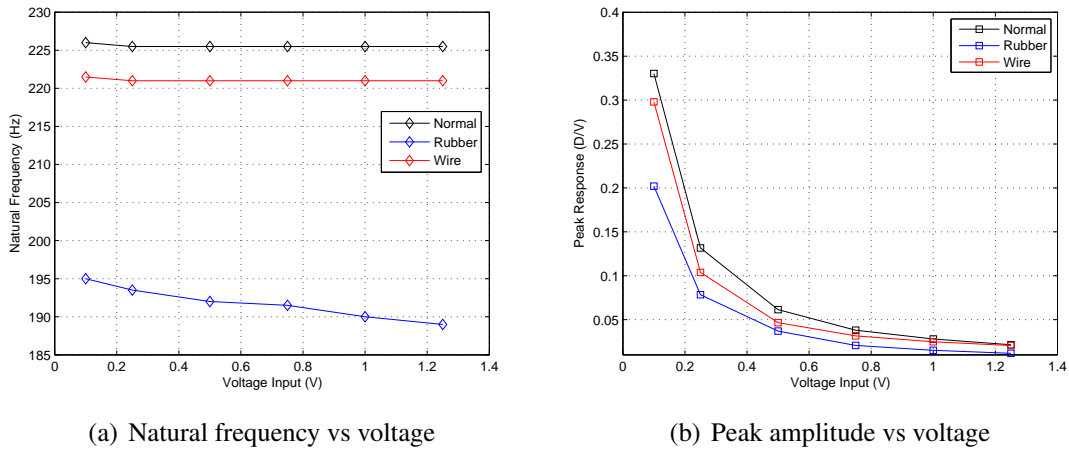 230
225
220
215
210
205
200
195
190
185
0 0.2 0.4 0.6 0.8 1.0 1.2 1.4
Natural Frequency (Hz)
Voltage Input (V)
Normal
Rubber
Wire
(a) Natural frequency vs voltage
0.4
0.35
0.3
0.25
0.2
0.15
0.1
0.05
0 0.2 0.4 0.6 0.8 1 1.2 1.4
Peak Response (D/V)
Voltage Input (V)
Normal
Rubber
Wire
(b) Peak amplitude vs voltage